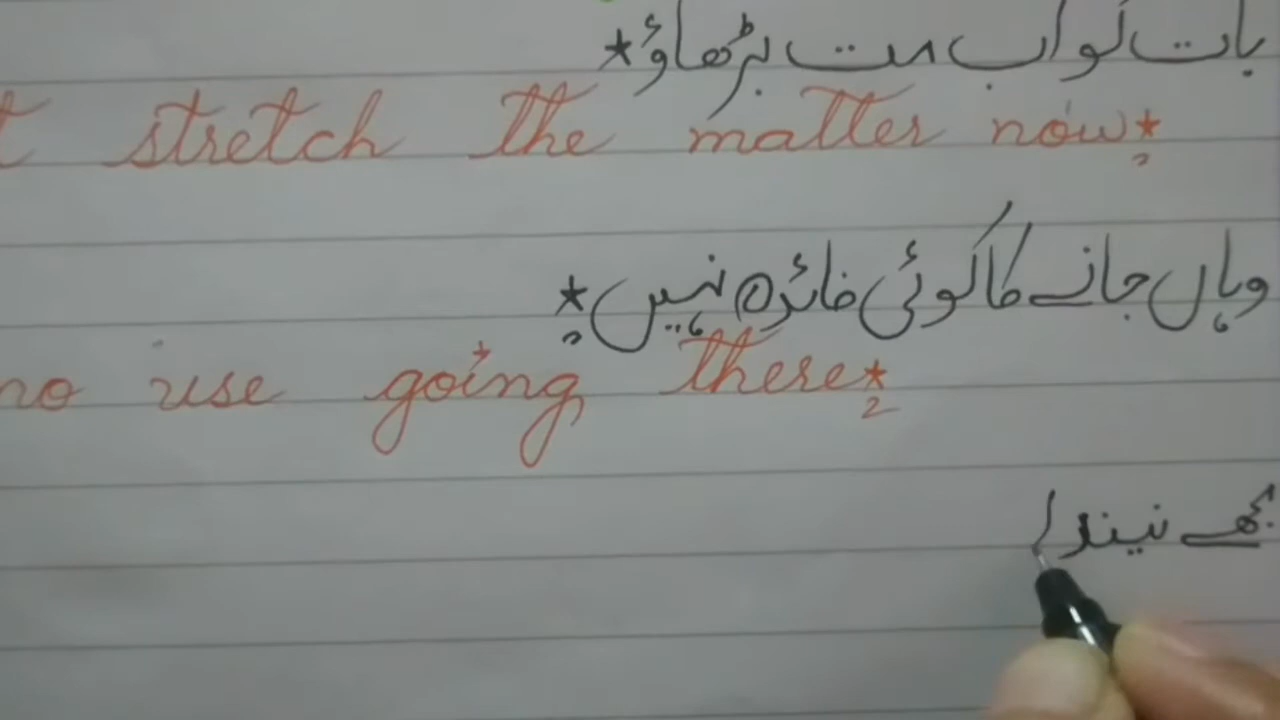 بات کو اب مت بڑھاؤ
stretch the matter now
وہاں جانے کا کوئی فائدہ نہیں
no use going there
مجھے نیند ا